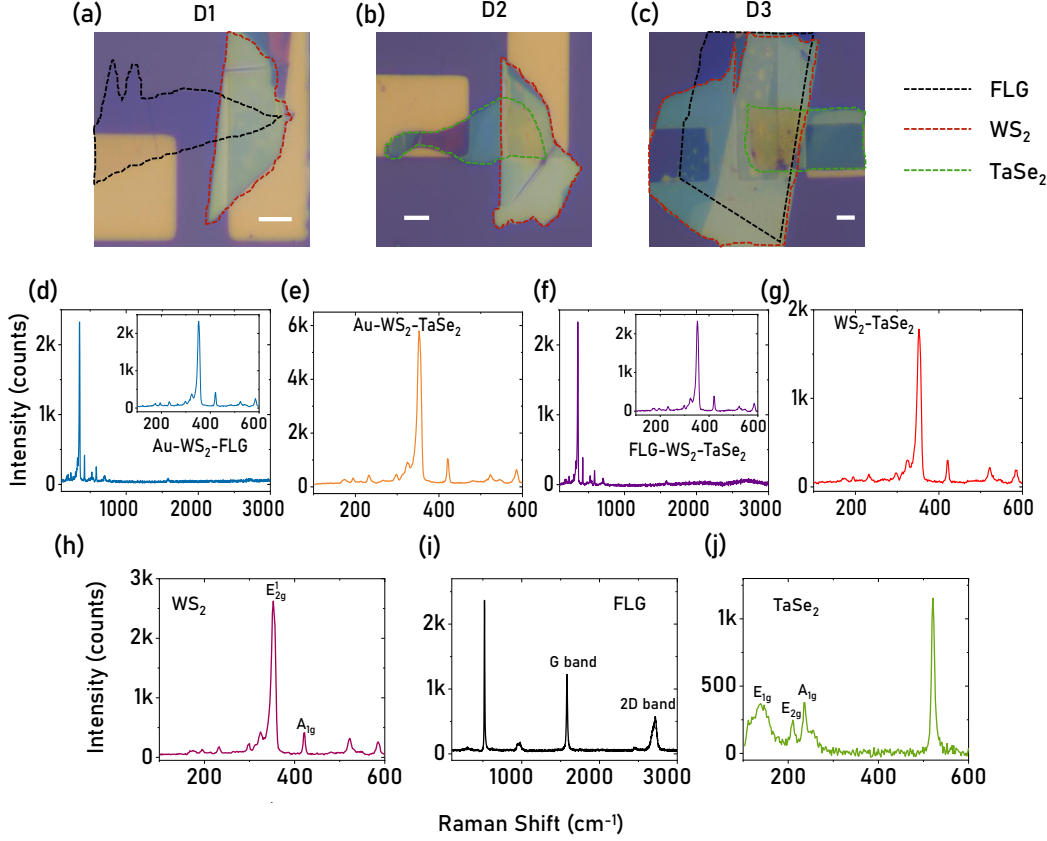 (a) D1
(b) D2
(c) D3
FLG
WS₂
TaSe₂
(d)
(e)
(f)
(g)
Intensity (counts)
2k
1k
0
0 1000 2000 3000
2k
1k
0
200 400 600
Au-WS₂-FLG
Au-WS₂-TaSe₂
6k
4k
2k
0
200 400 600
2k
1k
0
0 1000 2000 3000
2k
1k
0
200 400 600
FLG-WS₂-TaSe₂
WS₂-TaSe₂
2k
1k
0
200 400 600
(h)
(i)
(j)
Intensity (counts)
3k
2k
1k
0
WS₂
E¹₂g
A₁g
200 400 600
2k
1k
0
FLG
G band
2D band
1000 2000 3000
1k
500
0
TaSe₂
E₁g
E₂g
A₁g
200 400 600
Raman Shift (cm⁻¹)